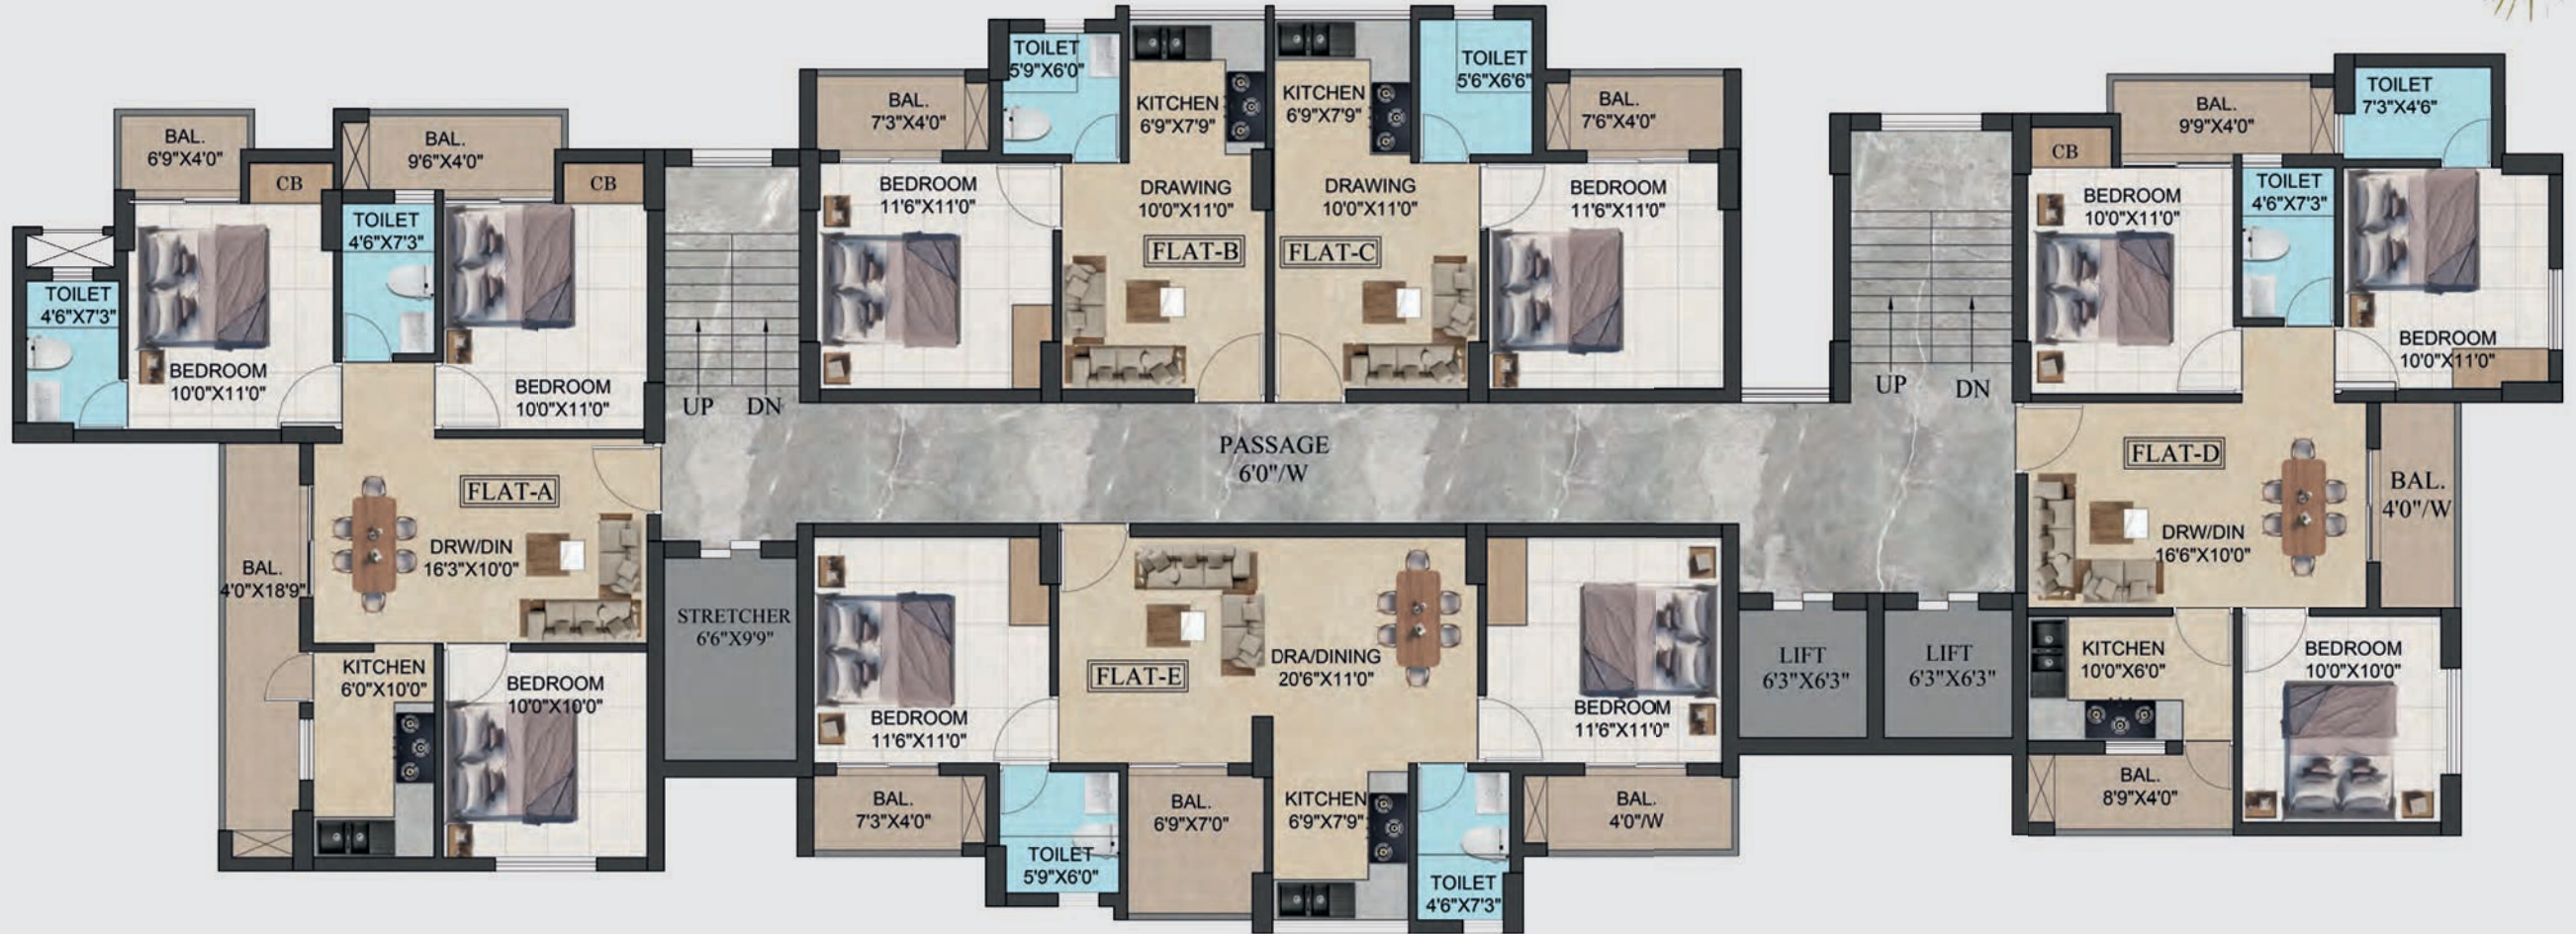 BAL.
6'9"X4'0"
CB
BAL.
9'6"X4'0"
CB
TOILET
4'6"X7'3"
TOILET
4'6"X7'3"
BEDROOM
10'0"X11'0"
BEDROOM
10'0"X11'0"
FLAT-A
DRW/DIN
16'3"X10'0"
BAL.
4'0"X18'9"
KITCHEN
6'0"X10'0"
BEDROOM
10'0"X10'0"
UP
DN
STRETCHER
6'6"X9'9"
BAL.
7'3"X4'0"
TOILET
5'9"X6'0"
KITCHEN
6'9"X7'9"
BEDROOM
11'6"X11'0"
DRAWING
10'0"X11'0"
FLAT-B
KITCHEN
6'9"X7'9"
TOILET
5'6"X6'6"
BAL.
7'6"X4'0"
DRAWING
10'0"X11'0"
FLAT-C
BEDROOM
11'6"X11'0"
PASSAGE
6'0"/W
BEDROOM
11'6"X11'0"
FLAT-E
DRA/DINING
20'6"X11'0"
BEDROOM
11'6"X11'0"
BAL.
7'3"X4'0"
TOILET
5'9"X6'0"
BAL.
6'9"X7'0"
KITCHEN
6'9"X7'9"
TOILET
4'6"X7'3"
BAL.
4'0"/W
UP
DN
LIFT
6'3"X6'3"
LIFT
6'3"X6'3"
CB
BAL.
9'9"X4'0"
TOILET
7'3"X4'6"
BEDROOM
10'0"X11'0"
TOILET
4'6"X7'3"
BEDROOM
10'0"X11'0"
FLAT-D
DRW/DIN
16'6"X10'0"
BAL.
4'0"/W
KITCHEN
10'0"X6'0"
BEDROOM
10'0"X10'0"
BAL.
8'9"X4'0"